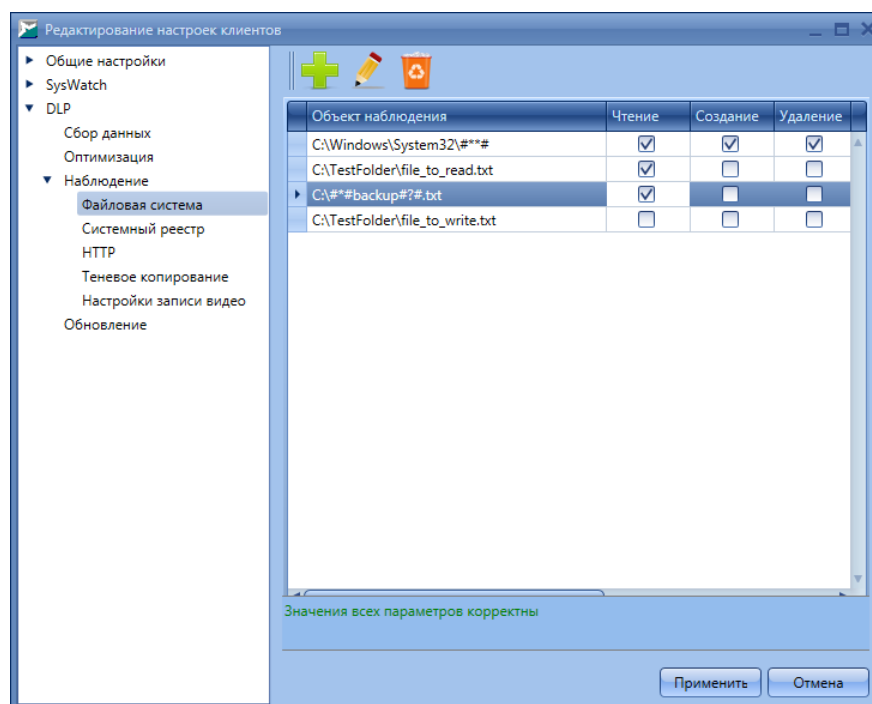 Редактирование настроек клиентов
Общие настройки
SysWatch
DLP
Сбор данных
Оптимизация
Наблюдение
Файловая система
Системный реестр
HTTP
Теневое копирование
Настройки записи видео
Обновление
Объект наблюдения Чтение Создание Удаление
C:\Windows\System32\#**#
C:\TestFolder\file_to_read.txt
C:\#*#backup#?#.txt
C:\TestFolder\file_to_write.txt
Значения всех параметров корректны
Применить Отмена